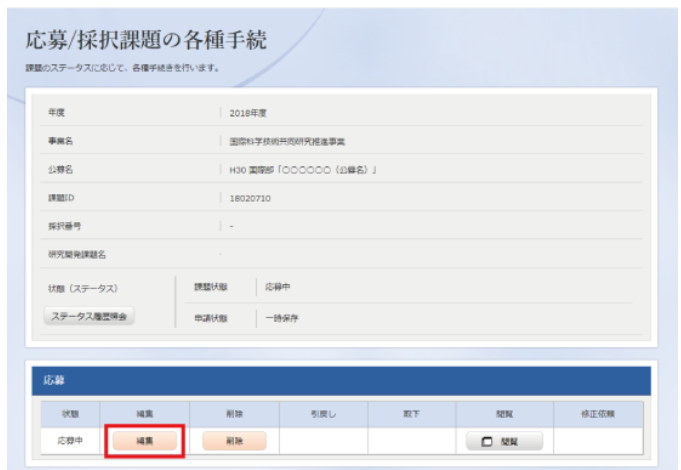 応募/採択課題の各種手続
課題のステータスに応じて、各種手続きを行います。
年度 2018年度
事業名 国際科学技術共同研究推進事業
公募名 H30 国際部「○○○○○○（公募名）」
課題ID 18020710
採択番号 -
研究開発課題名 -
状態（ステータス） 課題状態 応募中
ステータス履歴照会 申請状態 一時保存
応募
状態 編集 削除 引戻し 取下 閲覧 修正依頼
応募中 編集 削除 閲覧